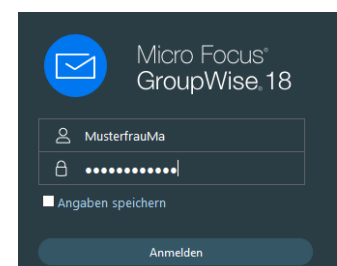 Micro Focus®
GroupWise®18
MusterfrauMa
••••••••••••
Angaben speichern
Anmelden